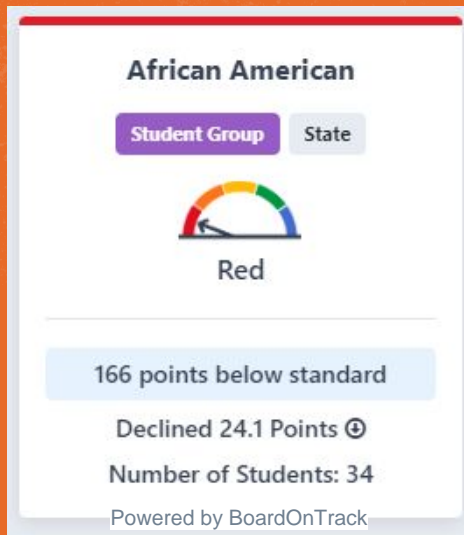 African American
Student Group State
Red
166 points below standard
Declined 24.1 Points
Number of Students: 34
Powered by BoardOnTrack